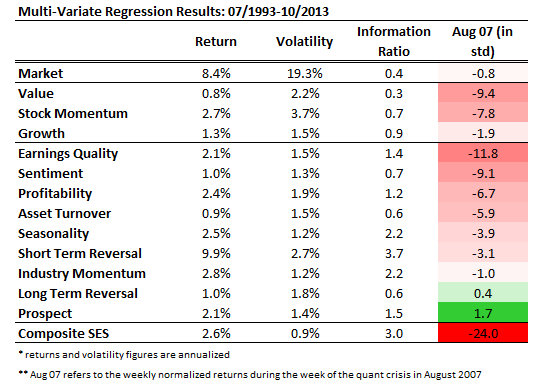 Multi-Variate Regression Results: 07/1993-10/2013
Return Volatility Information Ratio Aug 07 (in std)
Market 8.4% 19.3% 0.4 -0.8
Value 0.8% 2.2% 0.3 -9.4
Stock Momentum 2.7% 3.7% 0.7 -7.8
Growth 1.3% 1.5% 0.9 -1.9
Earnings Quality 2.1% 1.5% 1.4 -11.8
Sentiment 1.0% 1.3% 0.7 -9.1
Profitability 2.4% 1.9% 1.2 -6.7
Asset Turnover 0.9% 1.5% 0.6 -5.9
Seasonality 2.5% 1.2% 2.2 -3.9
Short Term Reversal 9.9% 2.7% 3.7 -3.1
Industry Momentum 2.8% 1.2% 2.2 -1.0
Long Term Reversal 1.0% 1.8% 0.6 0.4
Prospect 2.1% 1.4% 1.5 1.7
Composite SES 2.6% 0.9% 3.0 -24.0
* returns and volatility figures are annualized
** Aug 07 refers to the weekly normalized returns during the week of the quant crisis in August 2007